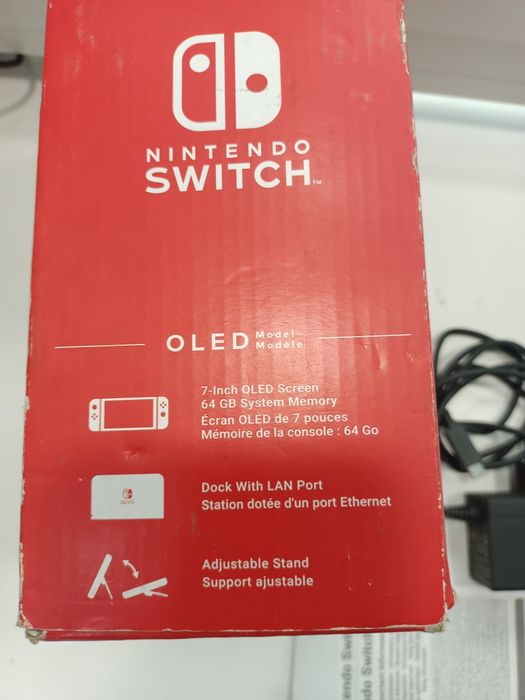 NINTENDO
SWITCH™
OLED Model
Modèle
7-Inch OLED Screen
64 GB System Memory
Écran OLED de 7 pouces
Mémoire de la console : 64 Go
Dock With LAN Port
Station dotée d'un port Ethernet
Adjustable Stand
Support ajustable